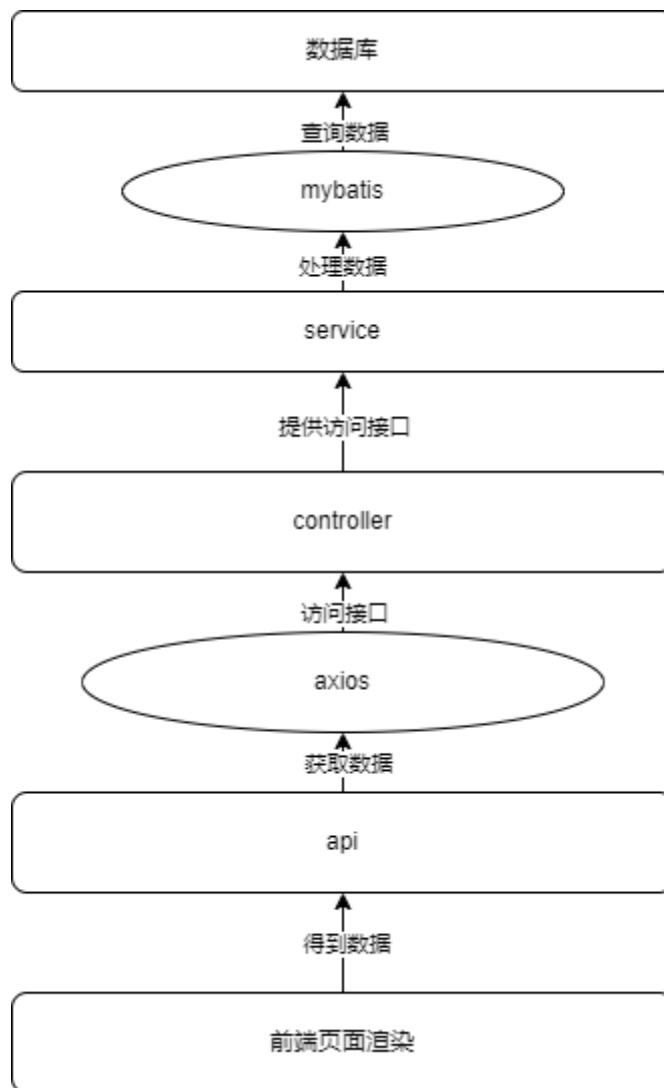 数据库
查询数据
mybatis
处理数据
service
提供访问接口
controller
访问接口
axios
获取数据
api
得到数据
前端页面渲染